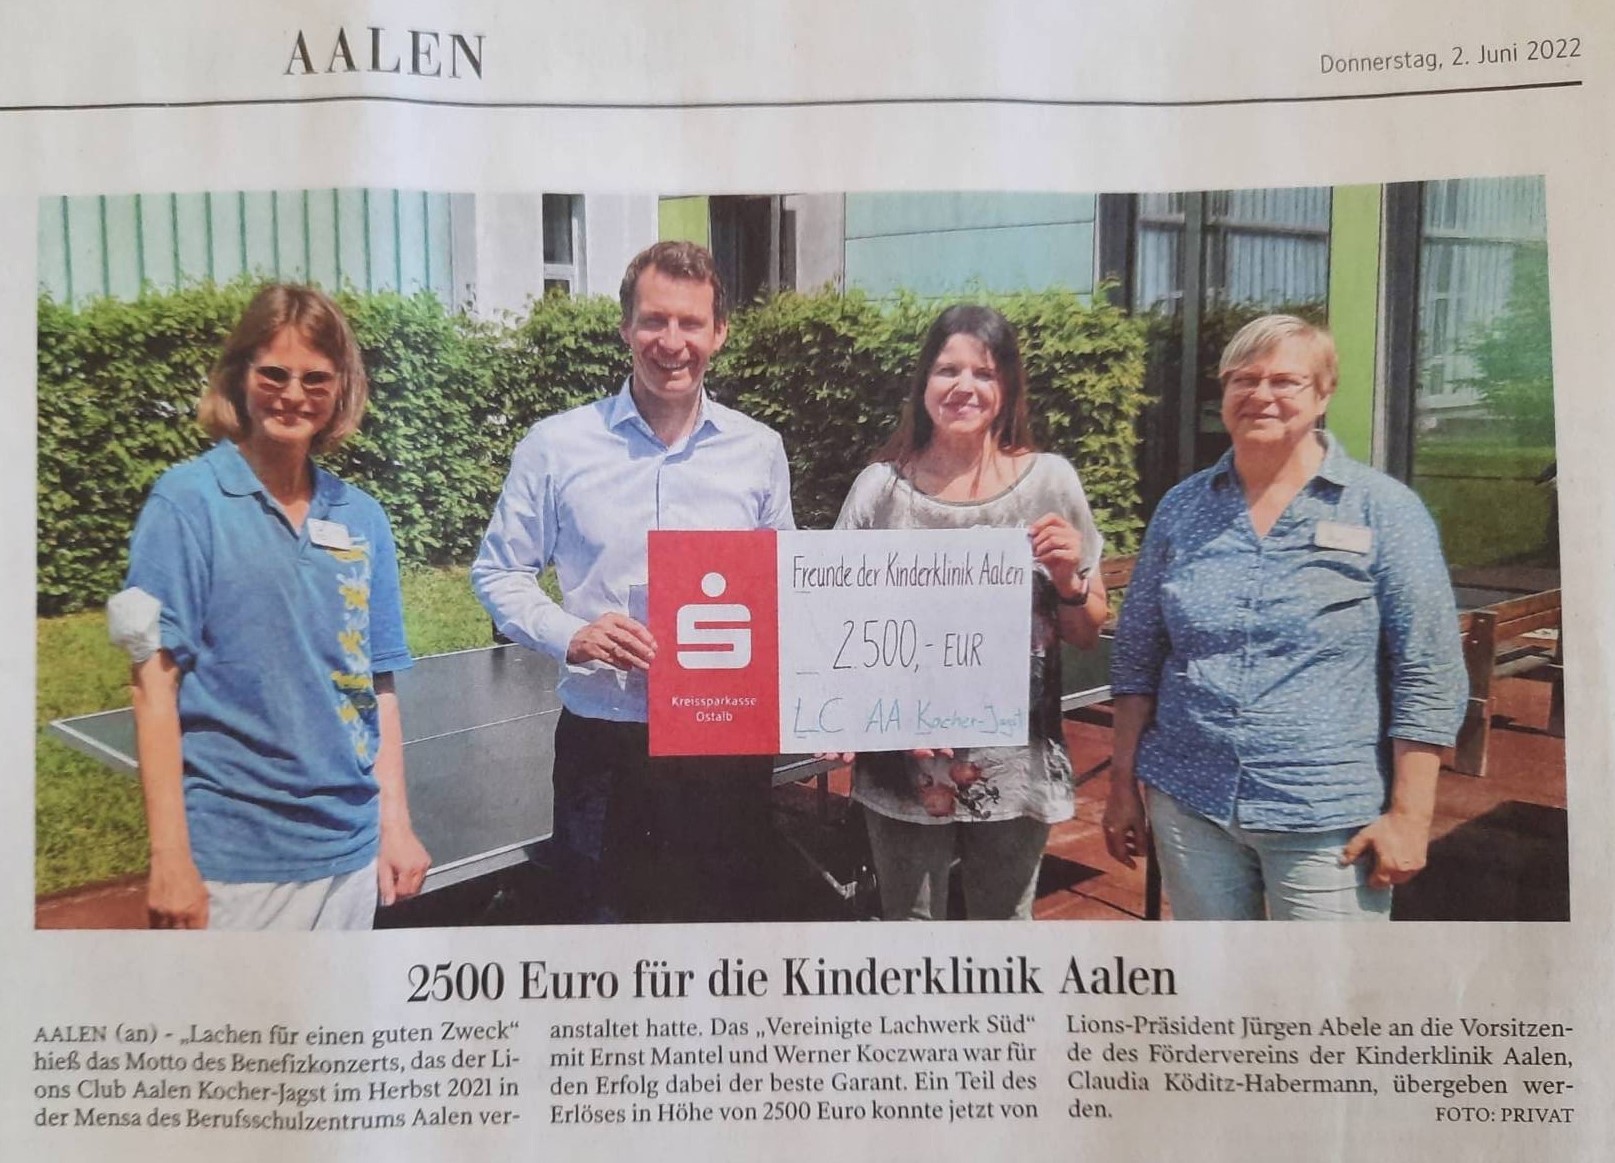 AALEN
Donnerstag, 2. Juni 2022
Freunde der Kinderklinik Aalen
2.500,- EUR
Kreissparkasse
Ostalb
LC AA Kocher-Jagst
2500 Euro für die Kinderklinik Aalen
AALEN (an) - „Lachen für einen guten Zweck“
hieß das Motto des Benefizkonzerts, das der Li-
ons Club Aalen Kocher-Jagst im Herbst 2021 in
der Mensa des Berufsschulzentrums Aalen ver-
anstaltet hatte. Das „Vereinigte Lachwerk Süd“
mit Ernst Mantel und Werner Koczwara war für
den Erfolg dabei der beste Garant. Ein Teil des
Erlöses in Höhe von 2500 Euro konnte jetzt von
Lions-Präsident Jürgen Abele an die Vorsitzen-
de des Fördervereins der Kinderklinik Aalen,
Claudia Köditz-Habermann, übergeben wer-
den. FOTO: PRIVAT